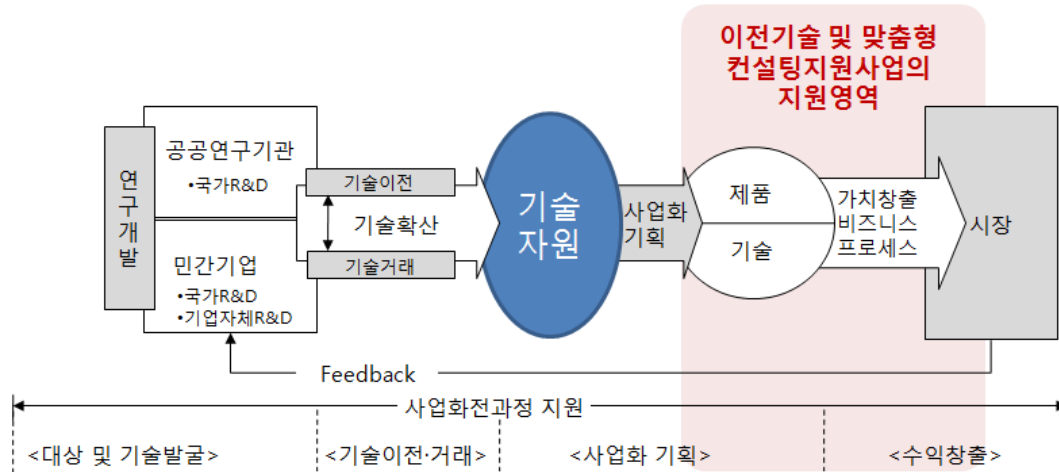 이전기술 및 맞춤형
컨설팅지원사업의
지원영역
연구개발
공공연구기관
•국가R&D
민간기업
•국가R&D
•기업자체R&D
기술이전
기술확산
기술거래
기술
자원
사업화
기획
제품
기술
가치창출
비즈니스
프로세스
시장
Feedback
사업화전과정 지원
<대상 및 기술발굴>
<기술이전·거래>
<사업화 기획>
<수익창출>